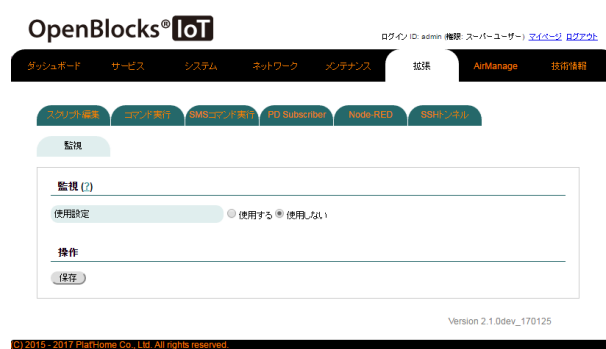 OpenBlocks® IoT
ログイン ID: admin (権限: スーパーユーザー) マイページ ログアウト
ダッシュボード サービス システム ネットワーク メンテナンス 拡張 AirManage 技術情報
スクリプト編集 コマンド実行 SMSコマンド実行 PD Subscriber Node-RED SSHトンネル
監視
監視 (?)
使用設定 使用する 使用しない
操作
保存
Version 2.1.0dev_170125
(C) 2015 - 2017 Plat'Home Co., Ltd. All rights reserved.